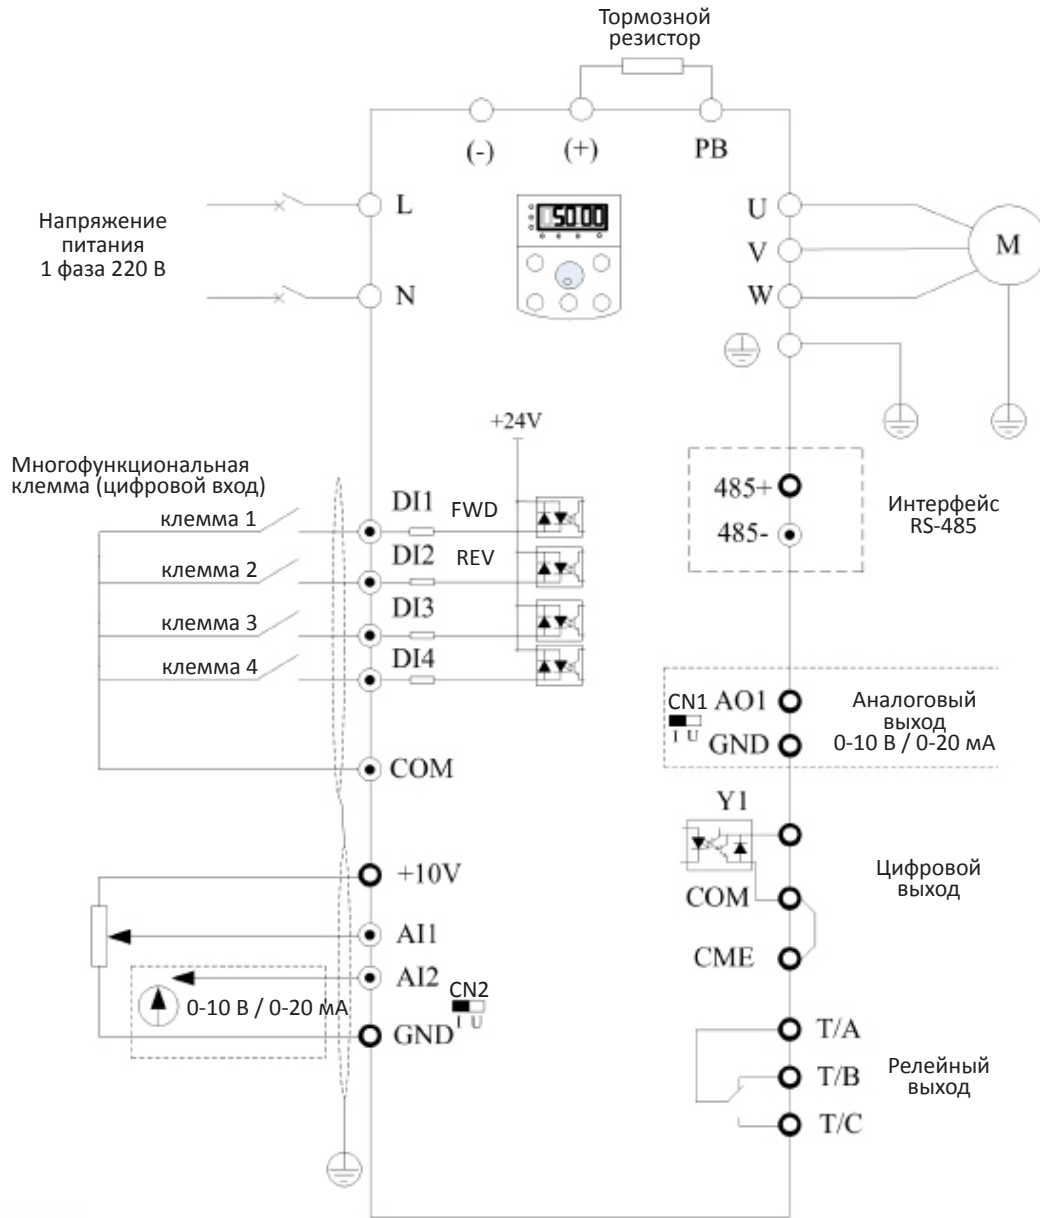 Тормозной
резистор
(-)
(+)
PB
L
Напряжение
питания
1 фаза 220 В
N
50.00
U
V
W
M
+24V
Многофункциональная
клемма (цифровой вход)
клемма 1
DI1
FWD
клемма 2
DI2
REV
клемма 3
DI3
клемма 4
DI4
COM
485+
485-
Интерфейс
RS-485
CN1
I U
AO1
GND
Аналоговый
выход
0-10 В / 0-20 мА
Y1
COM
CME
Цифровой
выход
+10V
AI1
AI2
0-10 В / 0-20 мА
CN2
I U
GND
T/A
T/B
T/C
Релейный
выход